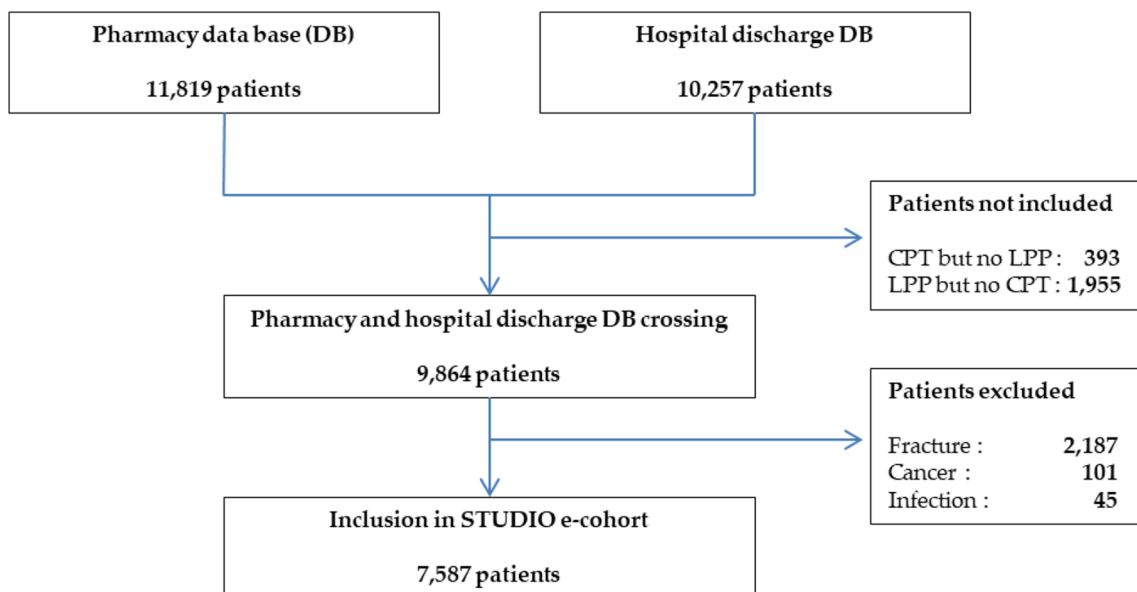 Pharmacy data base (DB)
11,819 patients
Hospital discharge DB
10,257 patients
Patients not included
CPT but no LPP : 393
LPP but no CPT : 1,955
Pharmacy and hospital discharge DB crossing
9,864 patients
Patients excluded
Fracture : 2,187
Cancer : 101
Infection : 45
Inclusion in STUDIO e-cohort
7,587 patients